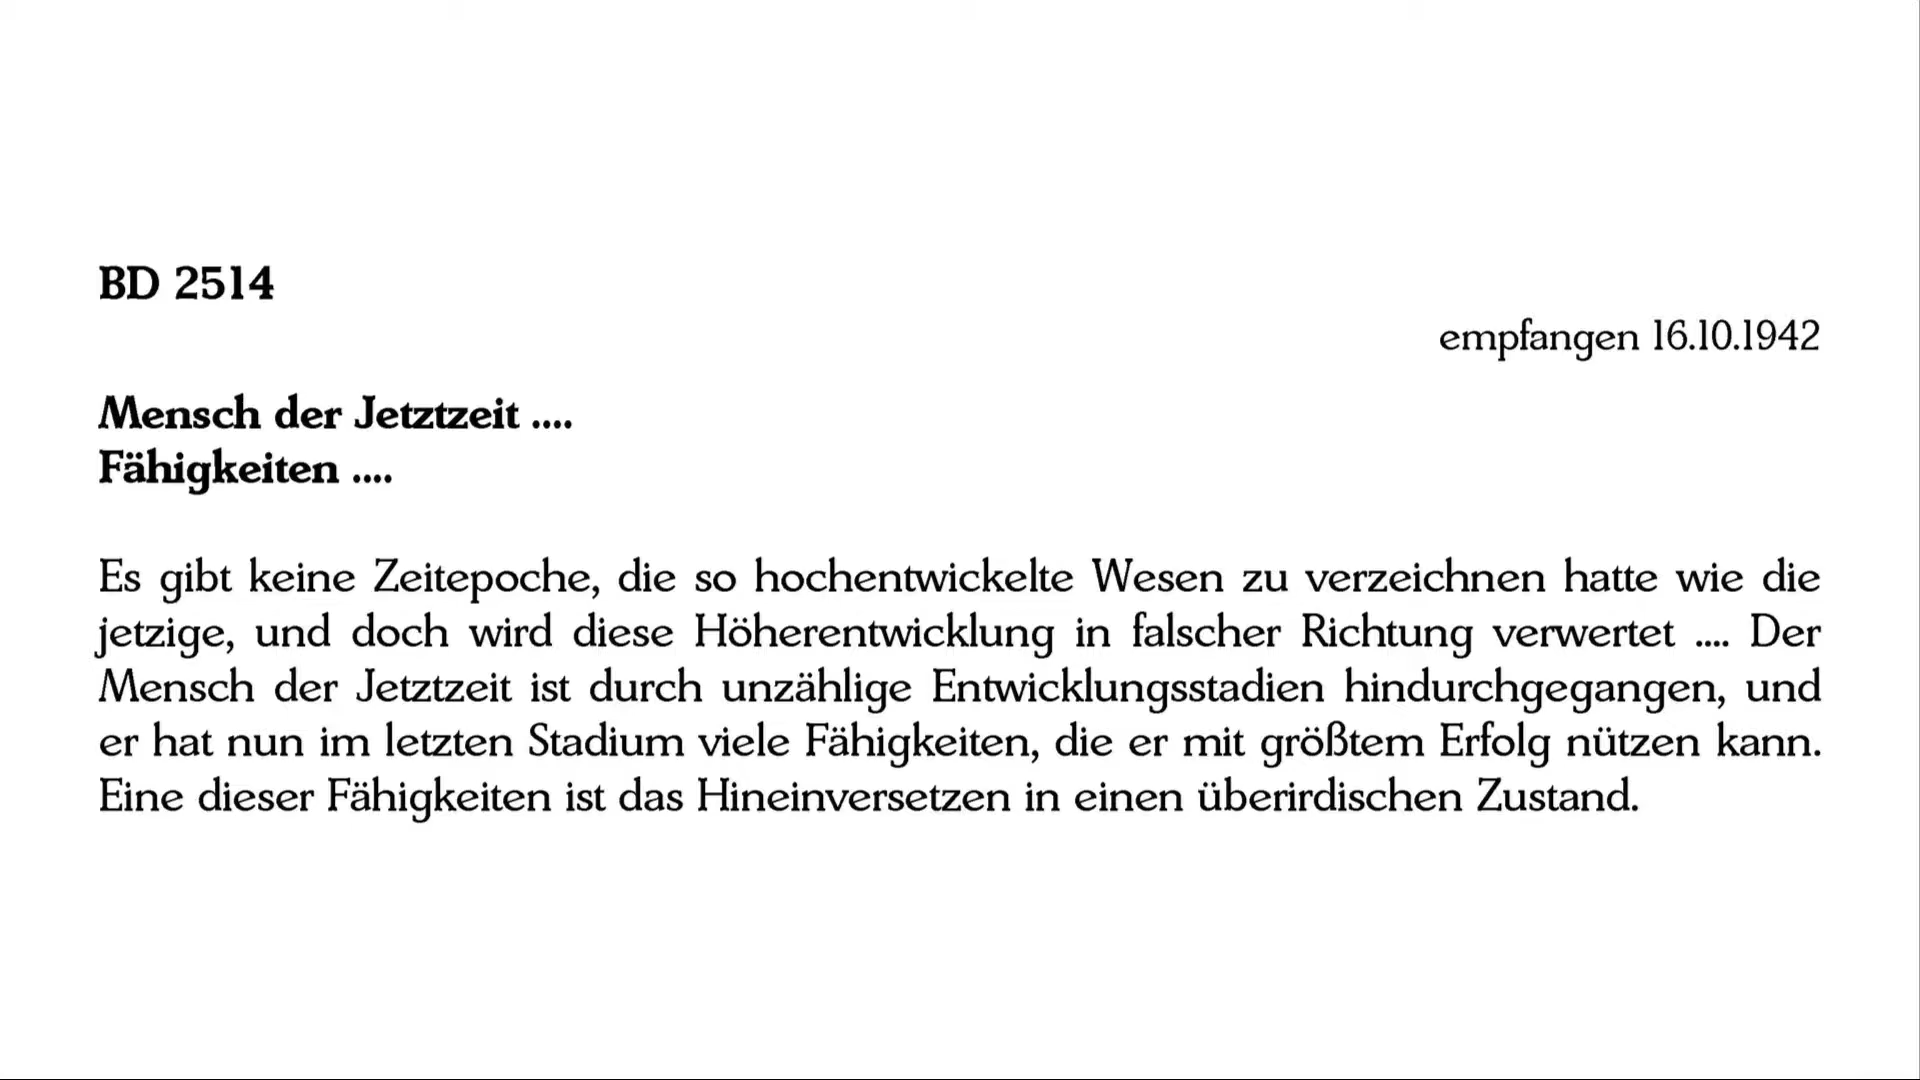 BD 2514
empfangen 16.10.1942
Mensch der Jetztzeit ....
Fähigkeiten ....
Es gibt keine Zeitepoche, die so hochentwickelte Wesen zu verzeichnen hatte wie die
jetzige, und doch wird diese Höherentwicklung in falscher Richtung verwertet .... Der
Mensch der Jetztzeit ist durch unzählige Entwicklungsstadien hindurchgegangen, und
er hat nun im letzten Stadium viele Fähigkeiten, die er mit größtem Erfolg nützen kann.
Eine dieser Fähigkeiten ist das Hineinversetzen in einen überirdischen Zustand.